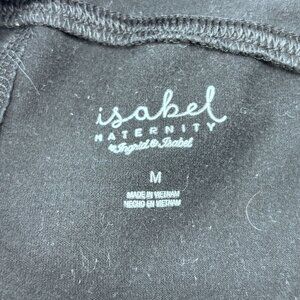 isabel
MATERNITY
by Ingrid & Isabel
M
MADE IN VIETNAM
HECHO EN VIETNAM